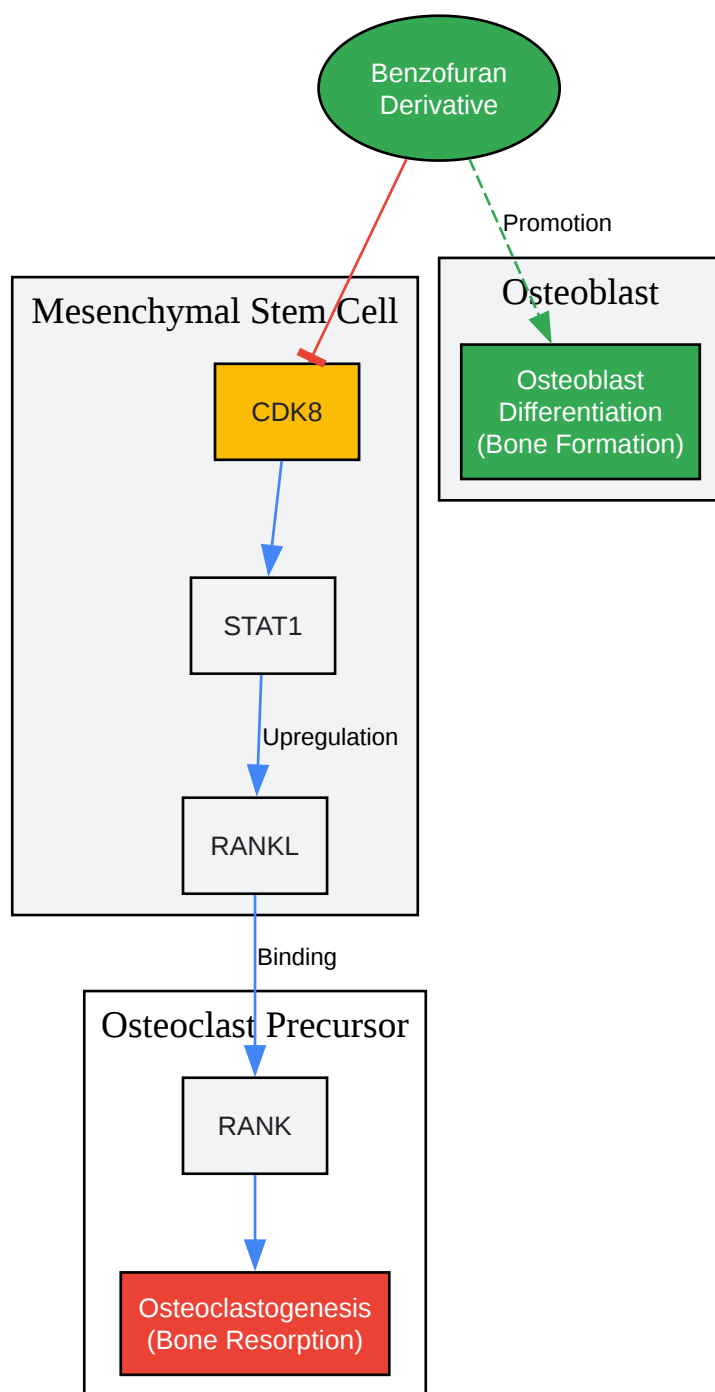 Benzofuran
Derivative
Promotion
Osteoblast
Mesenchymal Stem Cell
Osteoblast
Differentiation
(Bone Formation)
CDK8
STAT1
Upregulation
RANKL
Binding
Osteoclast Precursor
RANK
Osteoclastogenesis
(Bone Resorption)